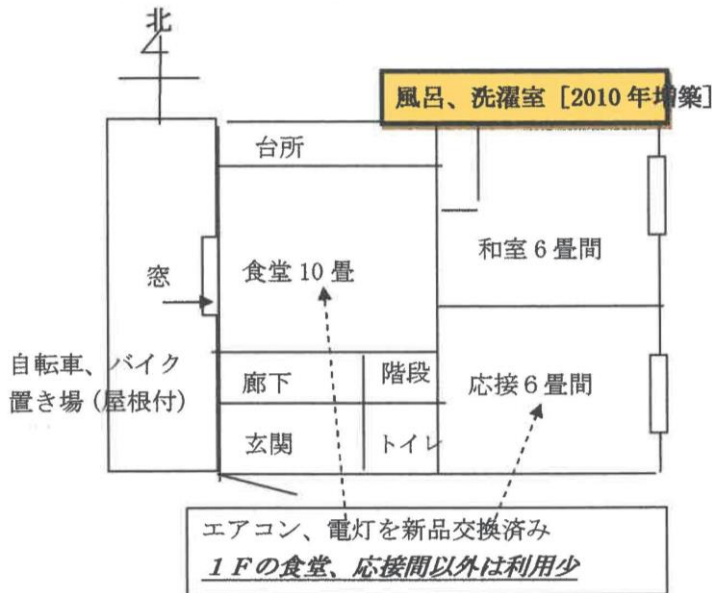 北
風呂、洗濯室［2010年増築］
台所
窓
食堂10畳
和室6畳間
自転車、バイク
置き場（屋根付）
廊下
階段
応接6畳間
玄関
トイレ
エアコン、電灯を新品交換済み
１Fの食堂、応接間以外は利用少